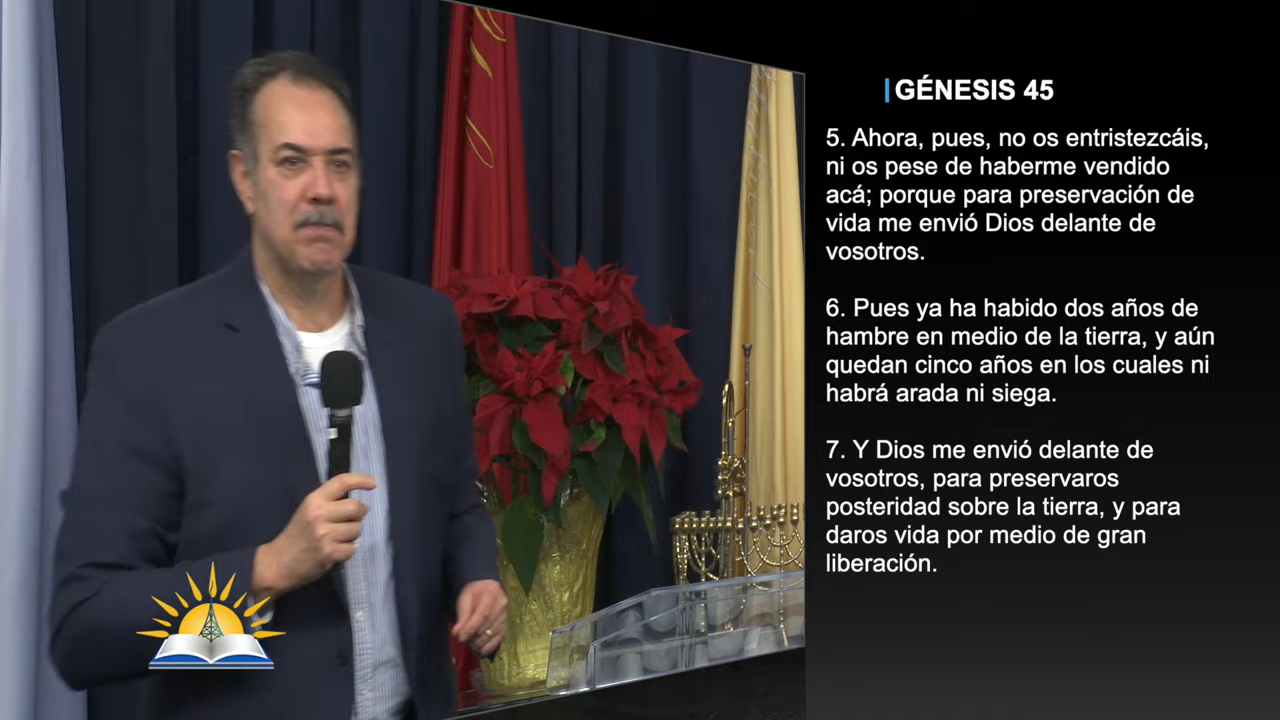 GÉNESIS 45
5. Ahora, pues, no os entristezcáis,
ni os pese de haberme vendido
acá; porque para preservación de
vida me envió Dios delante de
vosotros.
6. Pues ya ha habido dos años de
hambre en medio de la tierra, y aún
quedan cinco años en los cuales ni
habrá arada ni siega.
7. Y Dios me envió delante de
vosotros, para preservaros
posteridad sobre la tierra, y para
daros vida por medio de gran
liberación.